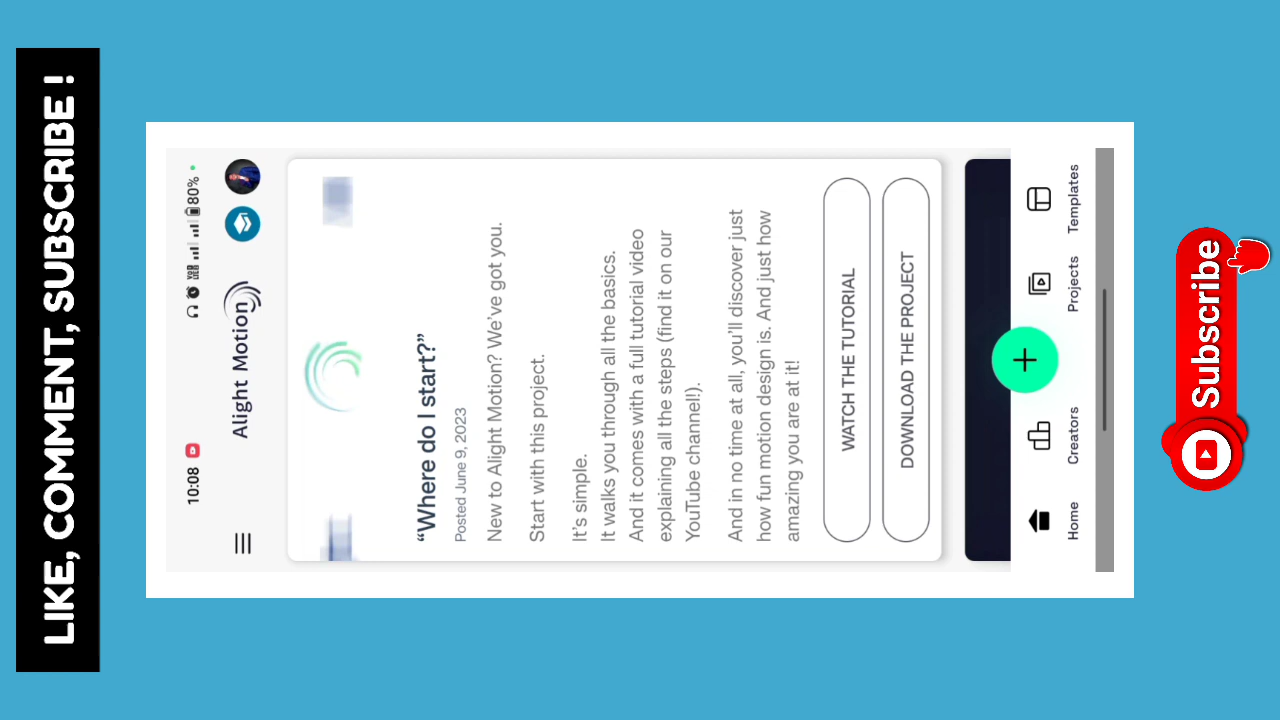 LIKE, COMMENT, SUBSCRIBE !
10:08
80%
Alight Motion
“Where do I start?”
Posted June 9, 2023
New to Alight Motion? We’ve got you.
Start with this project.
It’s simple.
It walks you through all the basics.
And it comes with a full tutorial video
explaining all the steps (find it on our
YouTube channel!).
And in no time at all, you’ll discover just
how fun motion design is. And just how
amazing you are at it!
WATCH THE TUTORIAL
DOWNLOAD THE PROJECT
Home
Creators
Projects
Templates
Subscribe